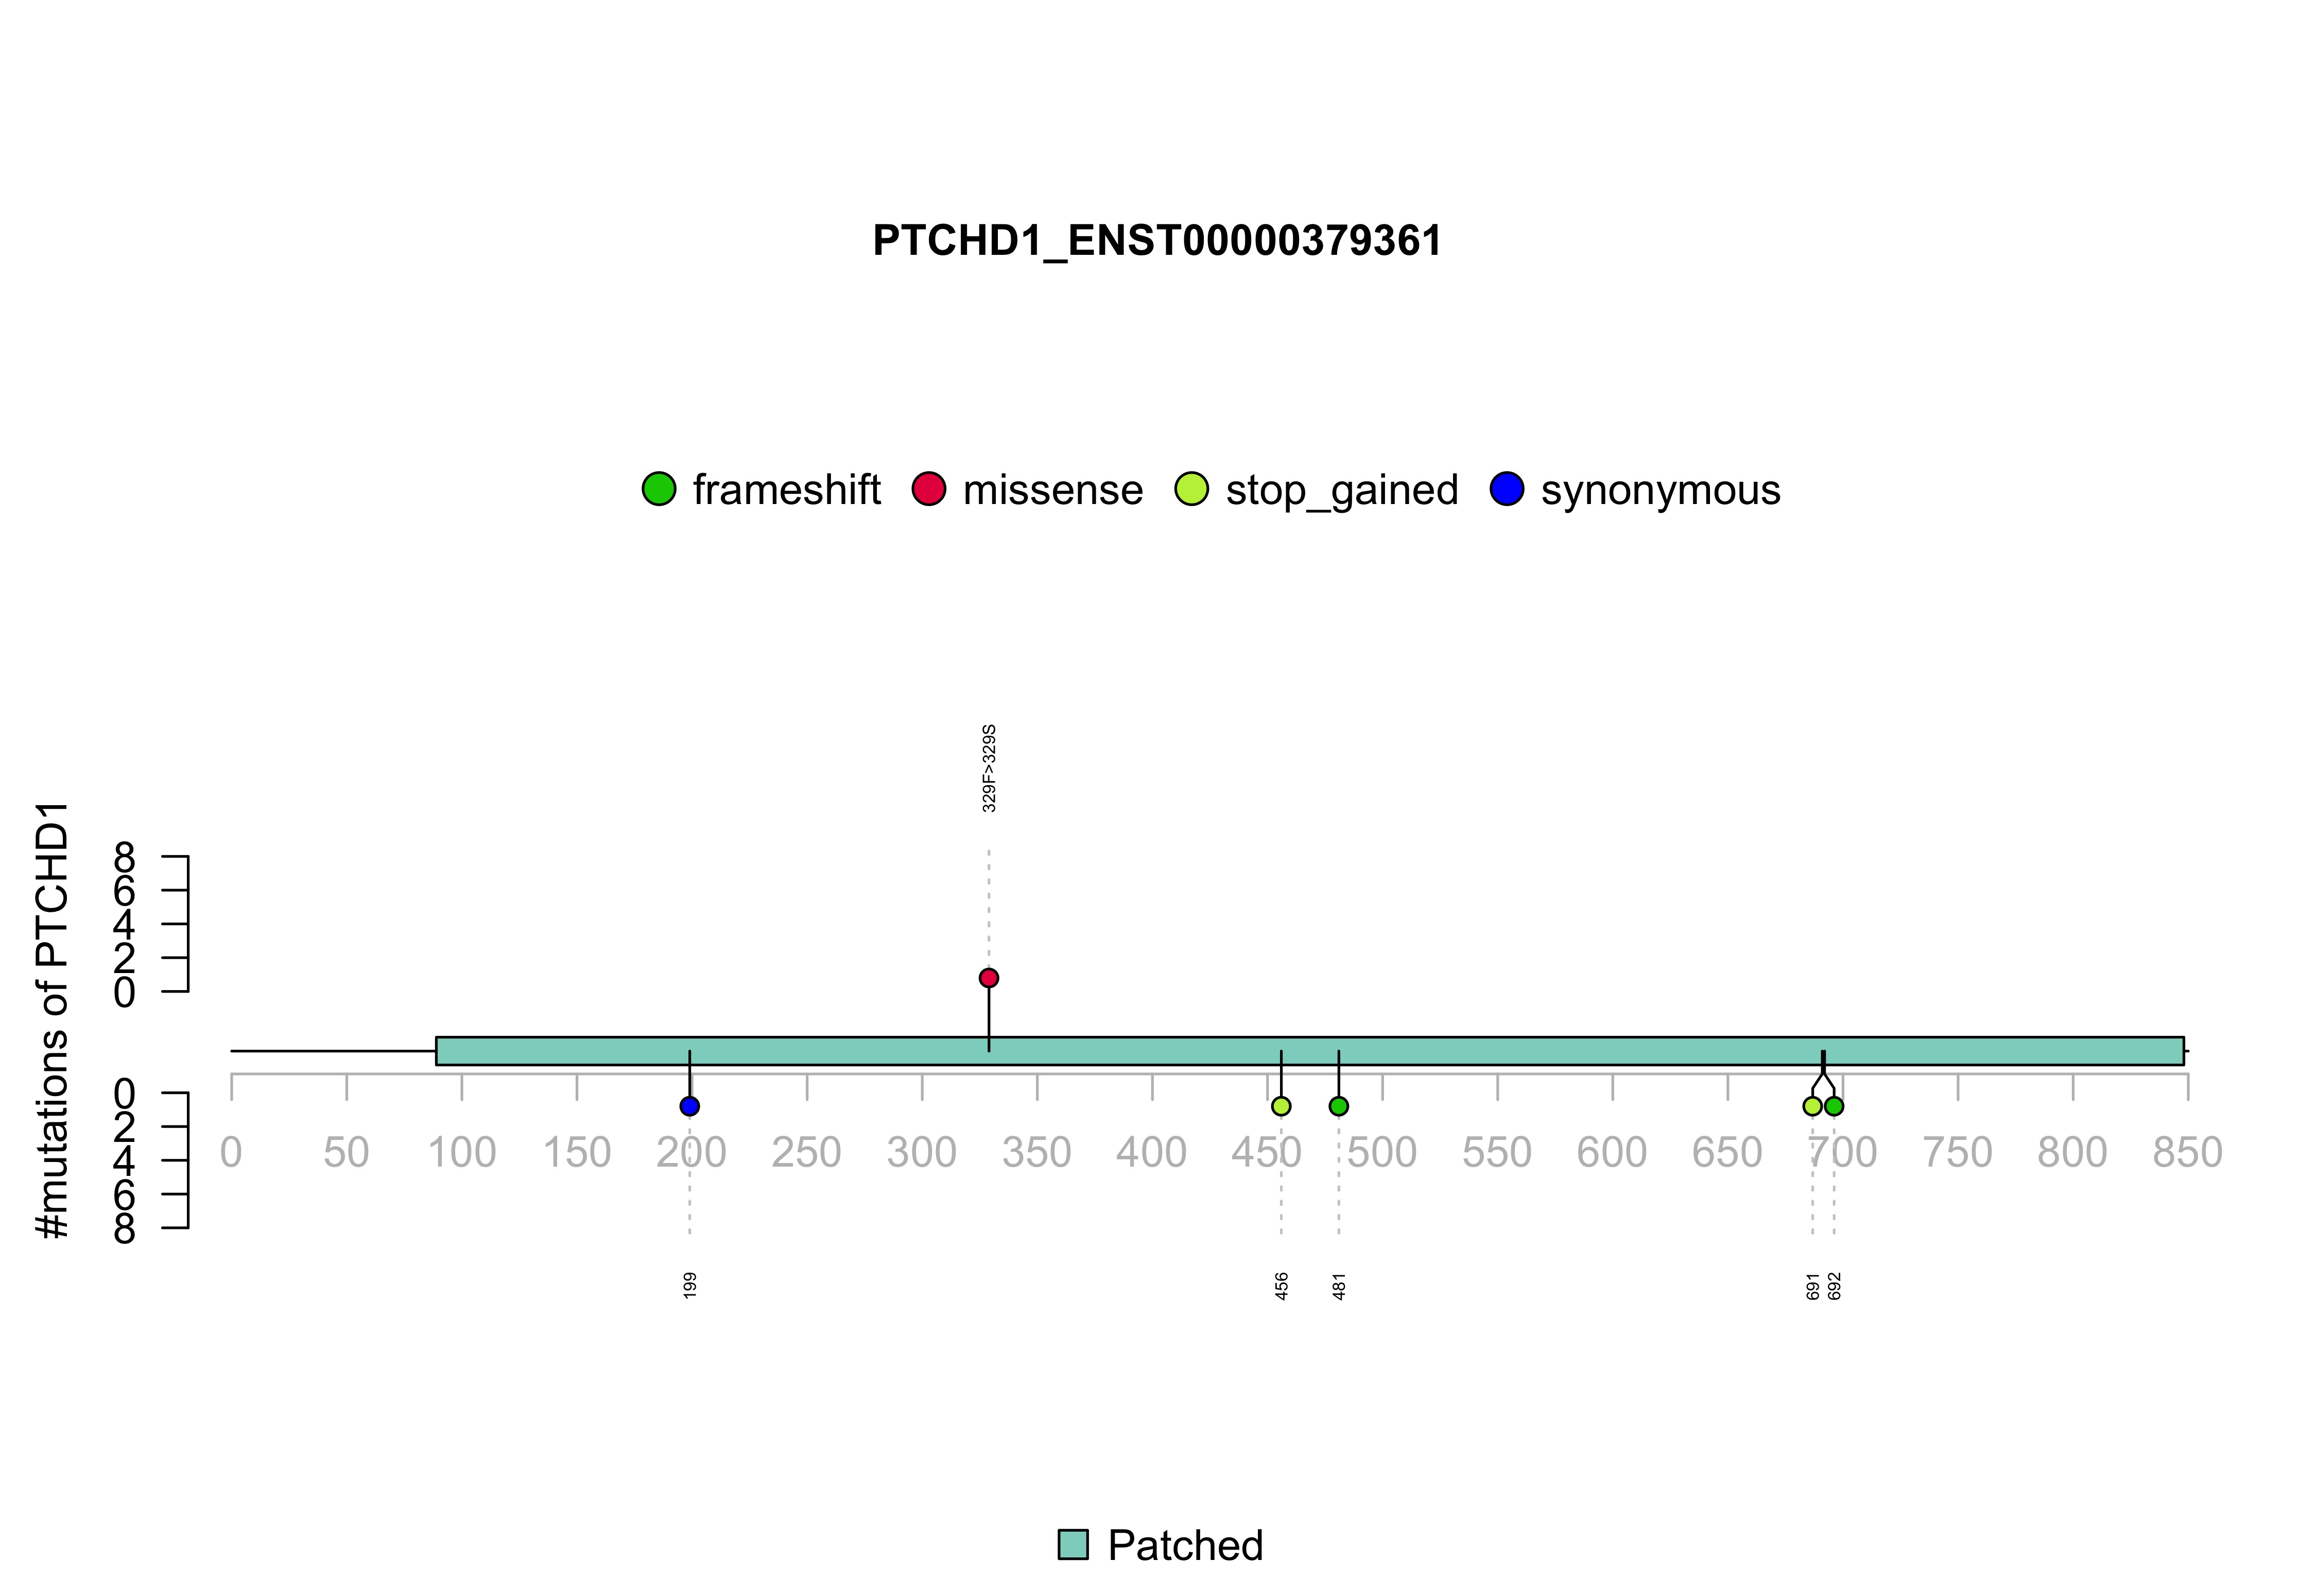 PTCHD1_ENST00000379361
frameshift missense stop_gained synonymous
329F>329S
#mutations of PTCHD1
8
6
4
2
0
0
2
4
6
8
0 50 100 150 200 250 300 350 400 450 500 550 600 650 700 750 800 850
199 456 481 691 692
Patched